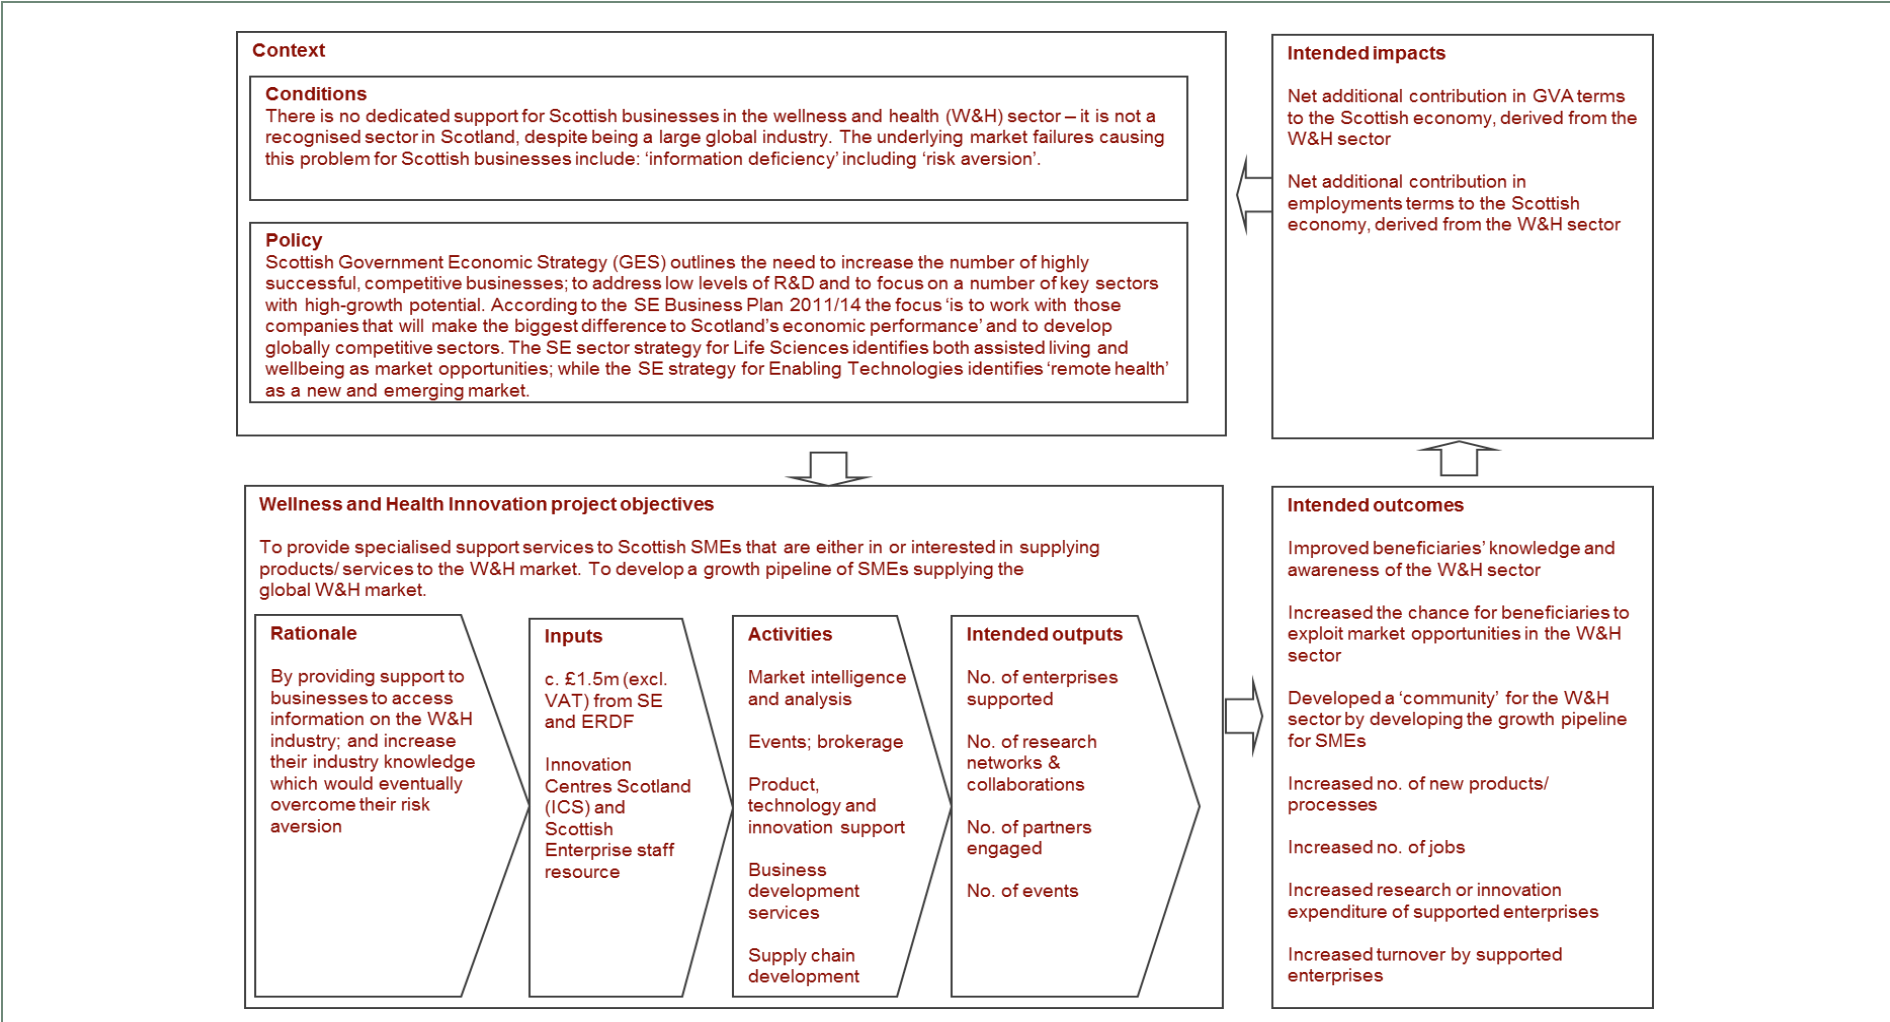 Context
Conditions
There is no dedicated support for Scottish businesses in the wellness and health (W&H) sector – it is not a
recognised sector in Scotland, despite being a large global industry. The underlying market failures causing
this problem for Scottish businesses include: ‘information deficiency’ including ‘risk aversion’.
Policy
Scottish Government Economic Strategy (GES) outlines the need to increase the number of highly
successful, competitive businesses; to address low levels of R&D and to focus on a number of key sectors
with high-growth potential. According to the SE Business Plan 2011/14 the focus ‘is to work with those
companies that will make the biggest difference to Scotland’s economic performance’ and to develop
globally competitive sectors. The SE sector strategy for Life Sciences identifies both assisted living and
wellbeing as market opportunities; while the SE strategy for Enabling Technologies identifies ‘remote health’
as a new and emerging market.
Intended impacts
Net additional contribution in GVA terms
to the Scottish economy, derived from the
W&H sector
Net additional contribution in
employments terms to the Scottish
economy, derived from the W&H sector
Wellness and Health Innovation project objectives
To provide specialised support services to Scottish SMEs that are either in or interested in supplying
products/ services to the W&H market. To develop a growth pipeline of SMEs supplying the
global W&H market.
Rationale
By providing support to
businesses to access
information on the W&H
industry; and increase
their industry knowledge
which would eventually
overcome their risk
aversion
Inputs
c. £1.5m (excl.
VAT) from SE
and ERDF
Innovation
Centres Scotland
(ICS) and
Scottish
Enterprise staff
resource
Activities
Market intelligence
and analysis
Events; brokerage
Product,
technology and
innovation support
Business
development
services
Supply chain
development
Intended outputs
No. of enterprises
supported
No. of research
networks &
collaborations
No. of partners
engaged
No. of events
Intended outcomes
Improved beneficiaries’ knowledge and
awareness of the W&H sector
Increased the chance for beneficiaries to
exploit market opportunities in the W&H
sector
Developed a ‘community’ for the W&H
sector by developing the growth pipeline
for SMEs
Increased no. of new products/
processes
Increased no. of jobs
Increased research or innovation
expenditure of supported enterprises
Increased turnover by supported
enterprises